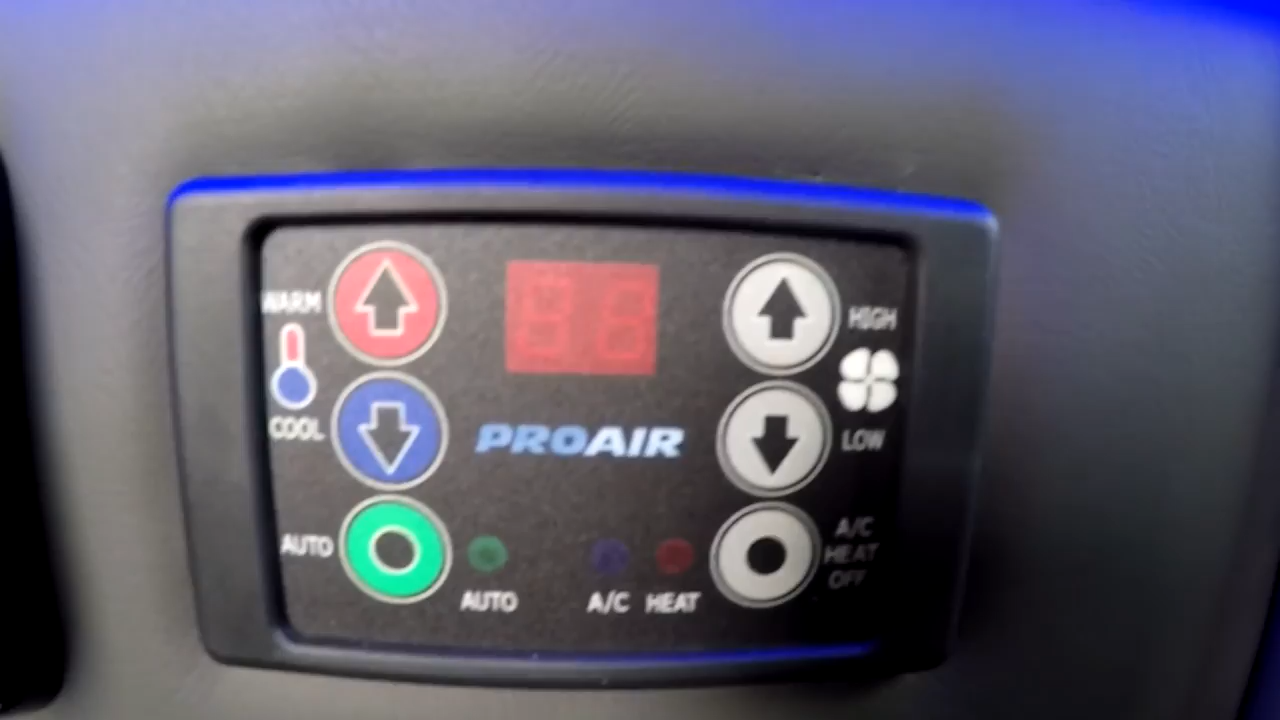 WARM
HIGH
COOL
PROAIR
LOW
AUTO
A/C
HEAT
OFF
AUTO
A/C
HEAT